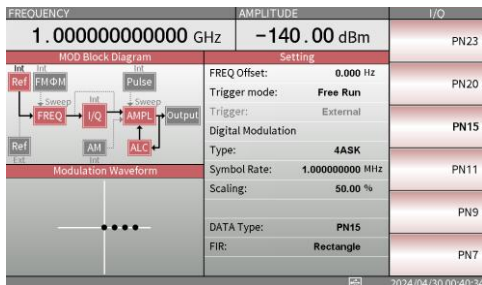 FREQUENCY
AMPLITUDE
I/Q
1.000000000000 GHz
-140.00 dBm
MOD Block Diagram
Int
Int
Int
Ref
FMΦM
Pulse
Sweep
Int
Sweep
FREQ
I/Q
AMPL
Output
Ref
AM
ALC
Ext
Int
Modulation Waveform
Setting
FREQ Offset: 0.000 Hz
Trigger mode: Free Run
Trigger: External
Digital Modulation
Type: 4ASK
Symbol Rate: 1.000000000 MHz
Scaling: 50.00 %
DATA Type: PN15
FIR: Rectangle
PN23
PN20
PN15
PN11
PN9
PN7
2024/04/30 00:40:34